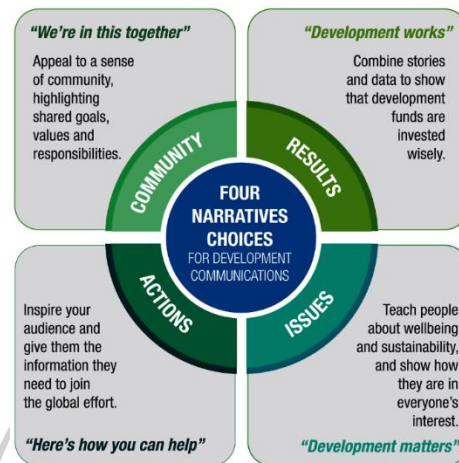 “We’re in this together”
Appeal to a sense
of community,
highlighting
shared goals,
values and
responsibilities.
“Development works”
Combine stories
and data to show
that development
funds are
invested
wisely.
COMMUNITY
RESULTS
FOUR
NARRATIVES
CHOICES
FOR DEVELOPMENT
COMMUNICATIONS
ACTIONS
ISSUES
Inspire your
audience and
give them the
information they
need to join
the global effort.
“Here’s how you can help”
Teach people
about wellbeing
and sustainability,
and show how
they are in
everyone’s
interest.
“Development matters”